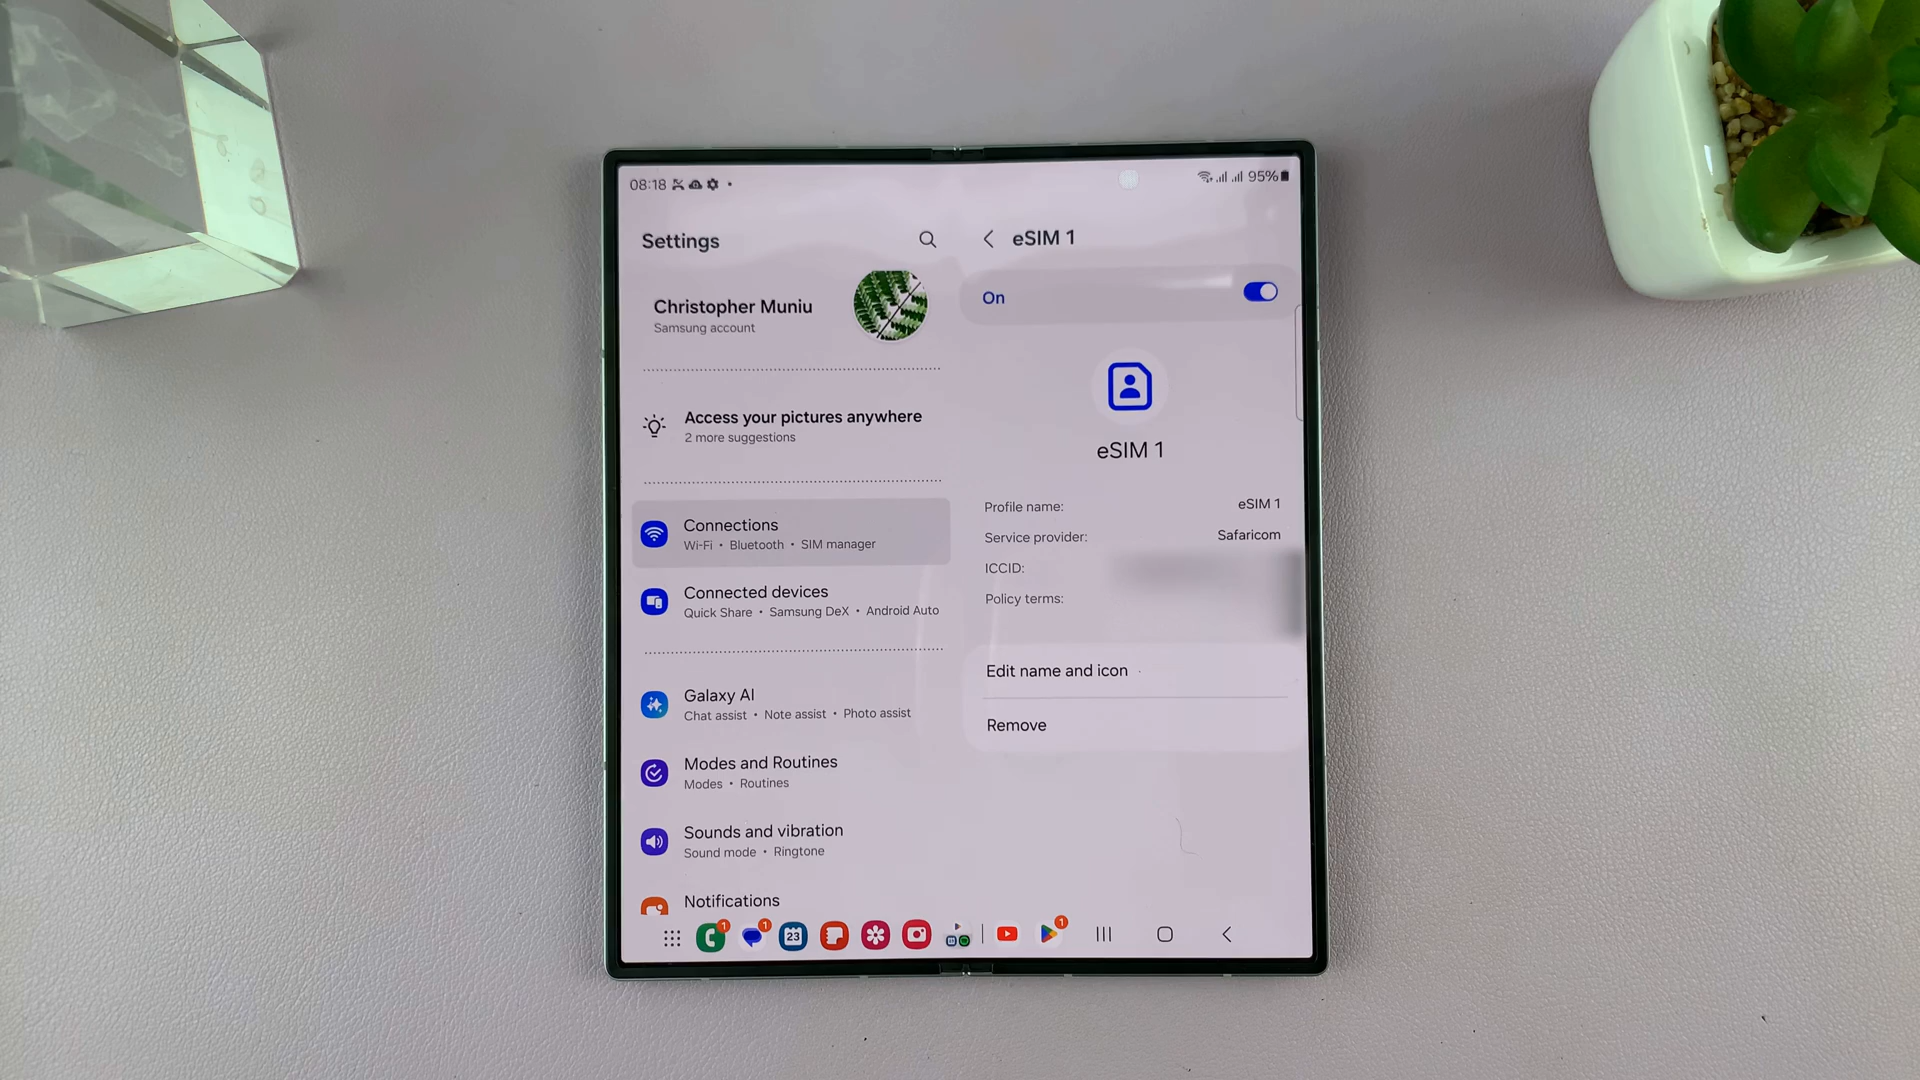 08:18
95%
Settings
Christopher Muniu
Samsung account
Access your pictures anywhere
2 more suggestions
Connections
Wi-Fi • Bluetooth • SIM manager
Connected devices
Quick Share • Samsung DeX • Android Auto
Galaxy AI
Chat assist • Note assist • Photo assist
Modes and Routines
Modes • Routines
Sounds and vibration
Sound mode • Ringtone
Notifications
eSIM 1
On
eSIM 1
Profile name: eSIM 1
Service provider: Safaricom
ICCID:
Policy terms:
Edit name and icon
Remove
1
1
23
1